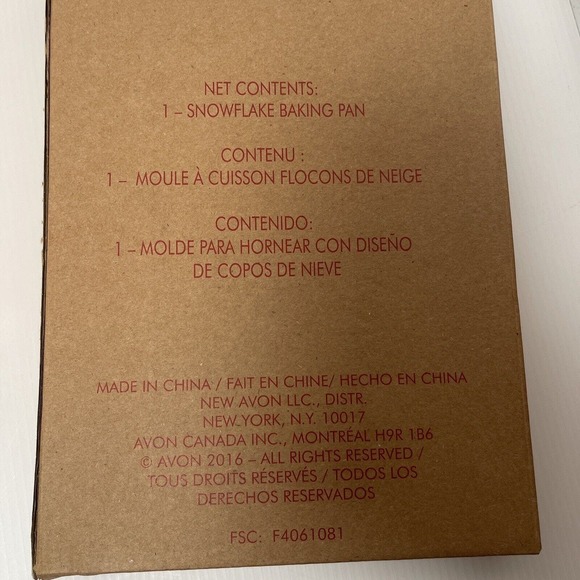 NET CONTENTS:
1 – SNOWFLAKE BAKING PAN
CONTENU :
1 – MOULE À CUISSON FLOCONS DE NEIGE
CONTENIDO:
1 – MOLDE PARA HORNEAR CON DISEÑO
DE COPOS DE NIEVE
MADE IN CHINA / FAIT EN CHINE/ HECHO EN CHINA
NEW AVON LLC., DISTR.
NEW.YORK, N.Y. 10017
AVON CANADA INC., MONTRÉAL H9R 1B6
© AVON 2016 – ALL RIGHTS RESERVED /
TOUS DROITS RÉSERVÉS / TODOS LOS
DERECHOS RESERVADOS
FSC: F4061081